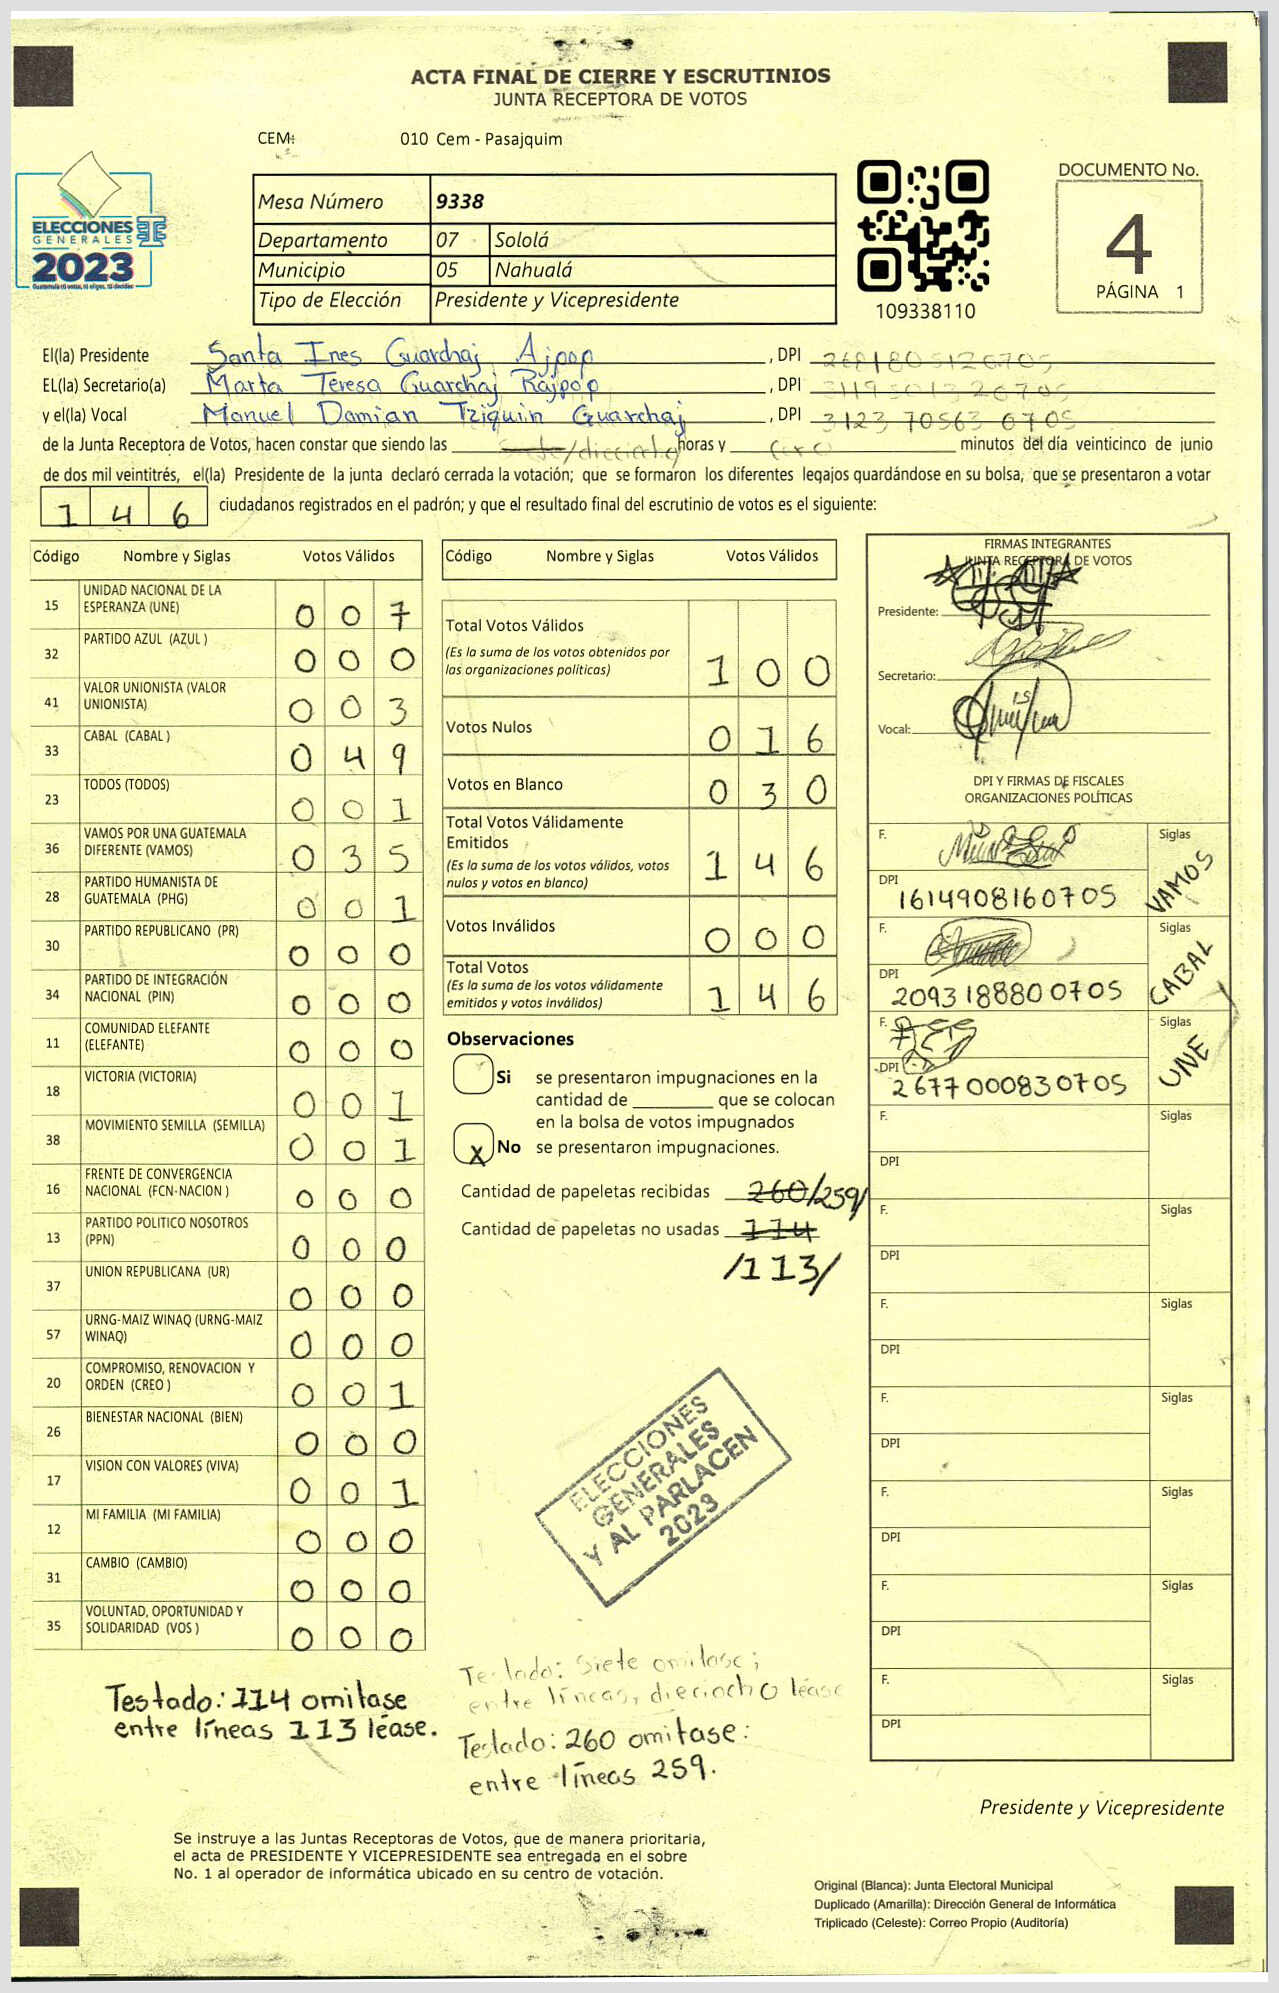 ACTA FINAL DE CIERRE Y ESCRUTINIOS
JUNTA RECEPTORA DE VOTOS
CEM: 010 Cem - Pasajquim
ELECCIONES
GENERALES
2023
Mesa Número 9338
Departamento 07 Sololá
Municipio 05 Nahualá
Tipo de Elección Presidente y Vicepresidente
109338110
DOCUMENTO No.
4
PÁGINA 1
El(la) Presidente Santa Ines Guarchaj Ajpop , DPI
EL(la) Secretario(a) Marta Teresa Guarchaj Rajpop , DPI
y el(la) Vocal Manuel Damian Tziquin Guarchaj , DPI 3123 70563 0705
de la Junta Receptora de Votos, hacen constar que siendo las siete/dieciocho horas y cero minutos del día veinticinco de junio
de dos mil veintitrés, el(la) Presidente de la junta declaró cerrada la votación; que se formaron los diferentes legajos guardándose en su bolsa, que se presentaron a votar
146 ciudadanos registrados en el padrón; y que el resultado final del escrutinio de votos es el siguiente:
Código Nombre y Siglas Votos Válidos
15 UNIDAD NACIONAL DE LA
ESPERANZA (UNE) 0 0 7
32 PARTIDO AZUL (AZUL ) 0 0 0
41 VALOR UNIONISTA (VALOR
UNIONISTA) 0 0 3
33 CABAL (CABAL ) 0 4 9
23 TODOS (TODOS) 0 0 1
36 VAMOS POR UNA GUATEMALA
DIFERENTE (VAMOS) 0 3 5
28 PARTIDO HUMANISTA DE
GUATEMALA (PHG) 0 0 1
30 PARTIDO REPUBLICANO (PR) 0 0 0
34 PARTIDO DE INTEGRACIÓN
NACIONAL (PIN) 0 0 0
11 COMUNIDAD ELEFANTE
(ELEFANTE) 0 0 0
18 VICTORIA (VICTORIA) 0 0 1
38 MOVIMIENTO SEMILLA (SEMILLA) 0 0 1
16 FRENTE DE CONVERGENCIA
NACIONAL (FCN-NACION ) 0 0 0
13 PARTIDO POLITICO NOSOTROS
(PPN) 0 0 0
37 UNION REPUBLICANA (UR) 0 0 0
57 URNG-MAIZ WINAQ (URNG-MAIZ
WINAQ) 0 0 0
20 COMPROMISO, RENOVACION Y
ORDEN (CREO ) 0 0 1
26 BIENESTAR NACIONAL (BIEN) 0 0 0
17 VISION CON VALORES (VIVA) 0 0 1
12 MI FAMILIA (MI FAMILIA) 0 0 0
31 CAMBIO (CAMBIO) 0 0 0
35 VOLUNTAD, OPORTUNIDAD Y
SOLIDARIDAD (VOS ) 0 0 0
Testado: 114 omitase
entre líneas 113 léase.
Código Nombre y Siglas Votos Válidos
Total Votos Válidos
(Es la suma de los votos obtenidos por
las organizaciones políticas) 1 0 0
Votos Nulos 0 1 6
Votos en Blanco 0 3 0
Total Votos Válidamente
Emitidos
(Es la suma de los votos válidos, votos
nulos y votos en blanco) 1 4 6
Votos Inválidos 0 0 0
Total Votos
(Es la suma de los votos válidamente
emitidos y votos inválidos) 1 4 6
Observaciones
Si se presentaron impugnaciones en la
cantidad de ________ que se colocan
en la bolsa de votos impugnados
X No se presentaron impugnaciones.
Cantidad de papeletas recibidas 260/259/
Cantidad de papeletas no usadas 114
/113/
ELECCIONES
GENERALES
Y AL PARLACEN
2023
Testado: Siete omitase;
entre líneas, dieciocho léase
Testado: 260 omitase:
entre líneas 259.
FIRMAS INTEGRANTES
JUNTA RECEPTORA DE VOTOS
Presidente:
Secretario:
Vocal:
DPI Y FIRMAS DE FISCALES
ORGANIZACIONES POLÍTICAS
F. Siglas VAMOS
DPI 1614908160705
F. Siglas CABAL
DPI 2093188800705
F. Siglas UNE
DPI 2677000830705
F. Siglas
DPI
F. Siglas
DPI
F. Siglas
DPI
F. Siglas
DPI
F. Siglas
DPI
F. Siglas
DPI
F. Siglas
DPI
Presidente y Vicepresidente
Se instruye a las Juntas Receptoras de Votos, que de manera prioritaria,
el acta de PRESIDENTE Y VICEPRESIDENTE sea entregada en el sobre
No. 1 al operador de informática ubicado en su centro de votación.
Original (Blanca): Junta Electoral Municipal
Duplicado (Amarilla): Dirección General de Informática
Triplicado (Celeste): Correo Propio (Auditoría)